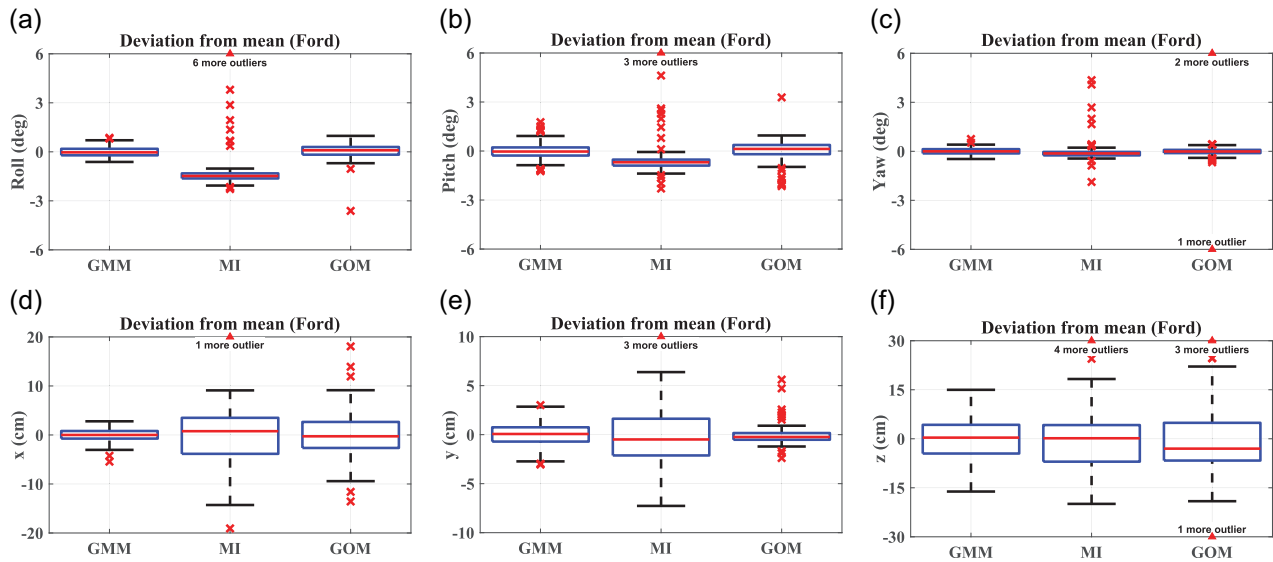 (a)
Deviation from mean (Ford)
6 more outliers
Roll (deg)
6
3
0
-3
-6
GMM MI GOM
(b)
Deviation from mean (Ford)
3 more outliers
Pitch (deg)
6
3
0
-3
-6
GMM MI GOM
(c)
Deviation from mean (Ford)
2 more outliers
Yaw (deg)
6
3
0
-3
-6
1 more outlier
GMM MI GOM
(d)
Deviation from mean (Ford)
1 more outlier
x (cm)
20
10
0
-10
-20
GMM MI GOM
(e)
Deviation from mean (Ford)
3 more outliers
y (cm)
10
5
0
-5
-10
GMM MI GOM
(f)
Deviation from mean (Ford)
4 more outliers 3 more outliers
z (cm)
30
15
0
-15
-30
1 more outlier
GMM MI GOM